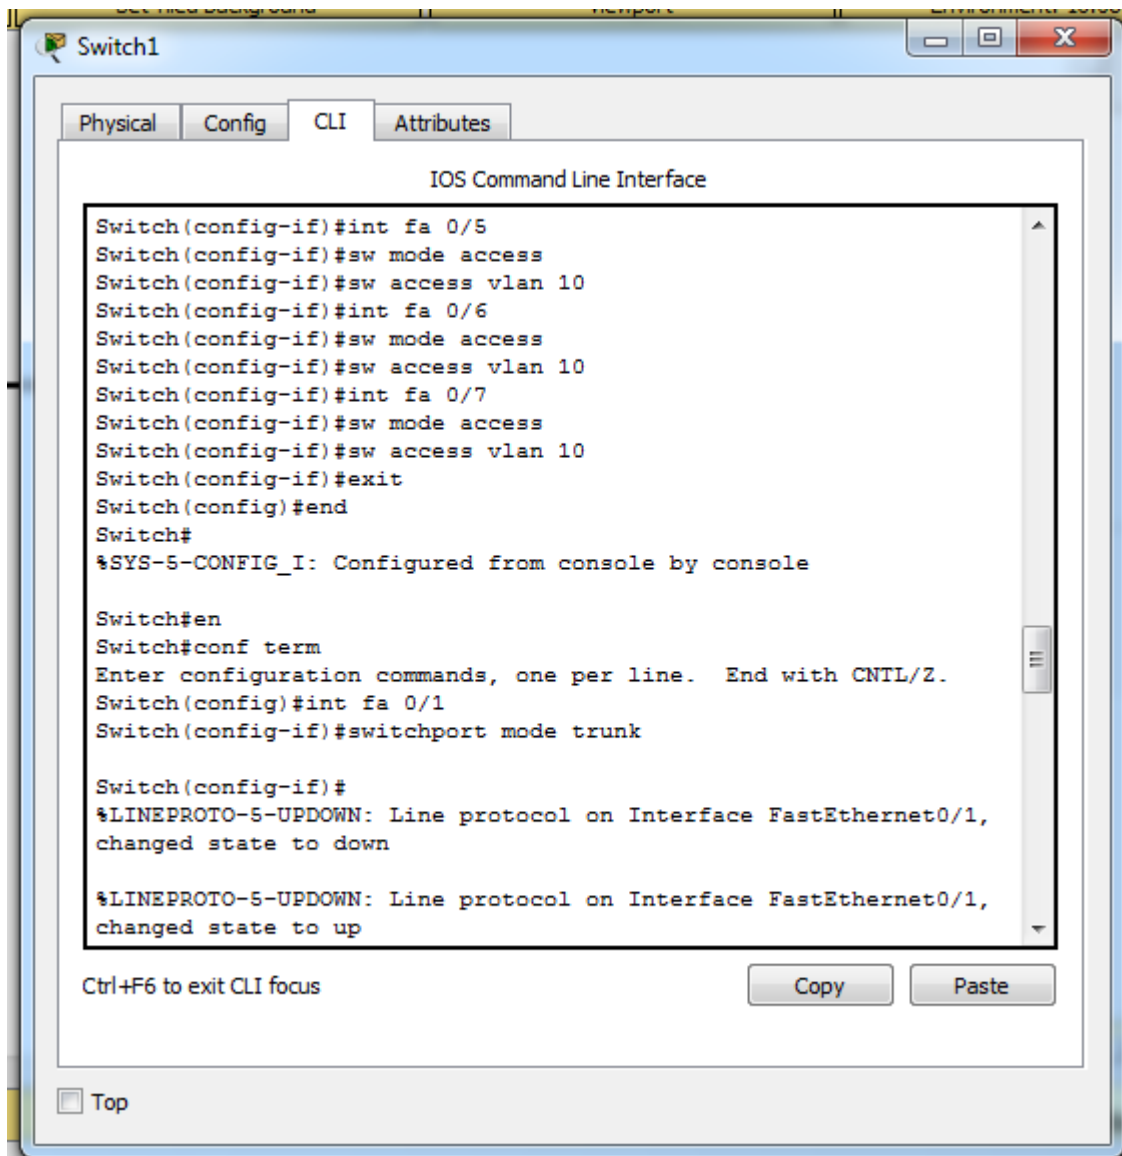 Set Tiled Background Viewport
Switch1
Physical Config CLI Attributes
IOS Command Line Interface
Switch(config-if)#int fa 0/5
Switch(config-if)#sw mode access
Switch(config-if)#sw access vlan 10
Switch(config-if)#int fa 0/6
Switch(config-if)#sw mode access
Switch(config-if)#sw access vlan 10
Switch(config-if)#int fa 0/7
Switch(config-if)#sw mode access
Switch(config-if)#sw access vlan 10
Switch(config-if)#exit
Switch(config)#end
Switch#
%SYS-5-CONFIG_I: Configured from console by console
Switch#en
Switch#conf term
Enter configuration commands, one per line.  End with CNTL/Z.
Switch(config)#int fa 0/1
Switch(config-if)#switchport mode trunk
Switch(config-if)#
%LINEPROTO-5-UPDOWN: Line protocol on Interface FastEthernet0/1,
changed state to down
%LINEPROTO-5-UPDOWN: Line protocol on Interface FastEthernet0/1,
changed state to up
Ctrl+F6 to exit CLI focus
Copy Paste
Top